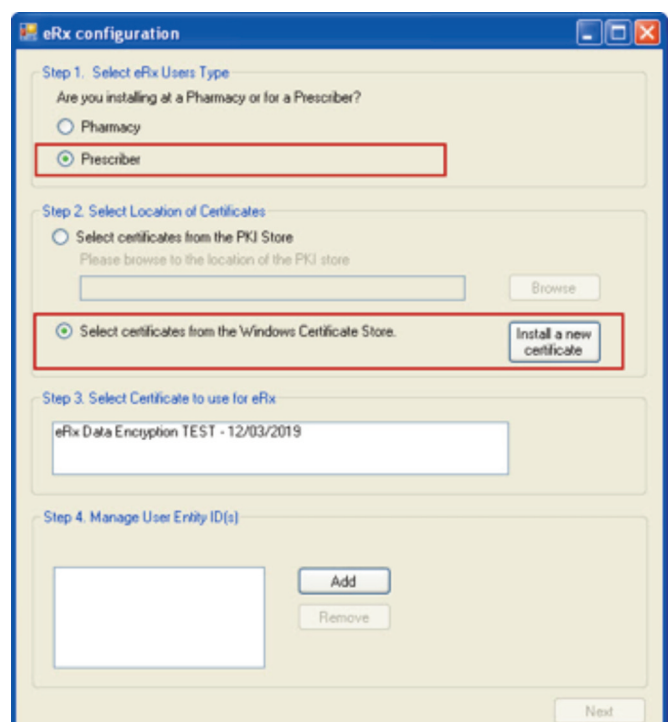 eRx configuration
Step 1. Select eRx Users Type
Are you installing at a Pharmacy or for a Prescriber?
Pharmacy
Prescriber
Step 2. Select Location of Certificates
Select certificates from the PKI Store
Please browse to the location of the PKI store
Browse
Select certificates from the Windows Certificate Store.
Install a new
certificate
Step 3. Select Certificate to use for eRx
eRx Data Encryption TEST - 12/03/2019
Step 4. Manage User Entity ID(s)
Add
Remove
Next